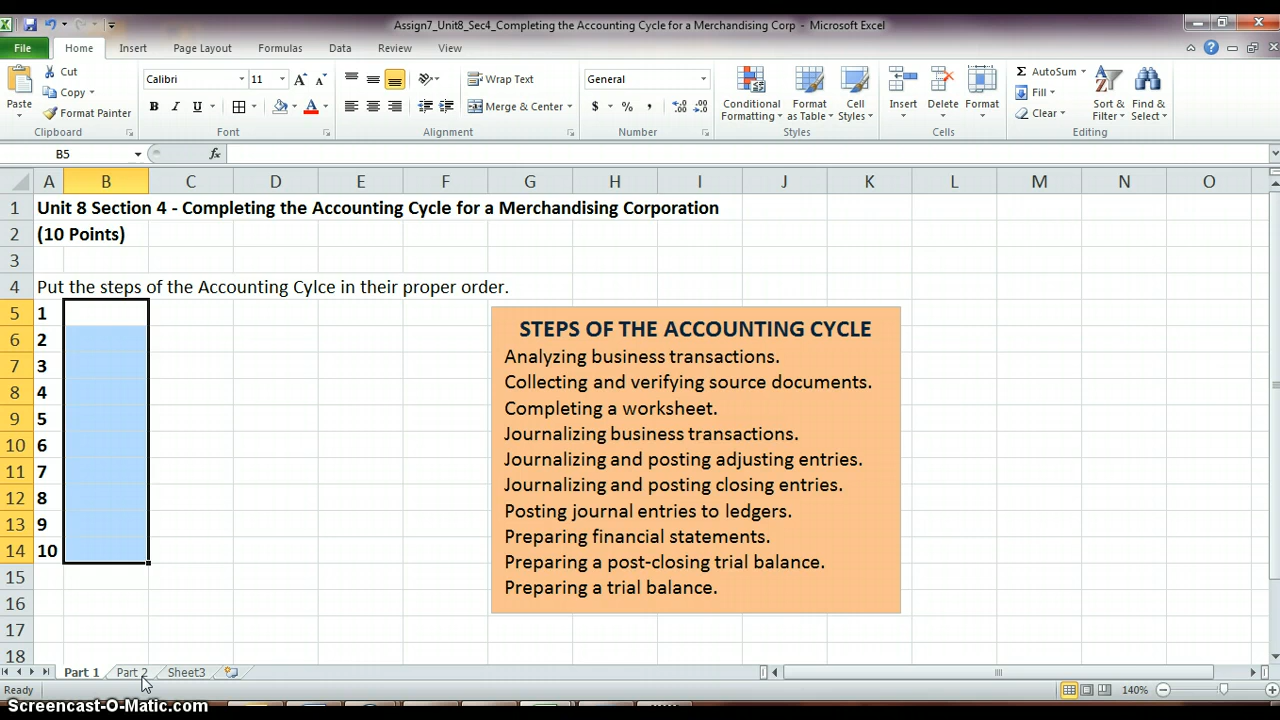 Assign7_Unit8_Sec4_Completing the Accounting Cycle for a Merchandising Corp - Microsoft Excel
File Home Insert Page Layout Formulas Data Review View
Paste
Cut
Copy
Format Painter
Clipboard
Calibri 11
B I U
Font
Wrap Text
Merge & Center
Alignment
General
$ % ,
Number
Conditional Formatting
Format as Table
Cell Styles
Styles
Insert
Delete
Format
Cells
AutoSum
Fill
Clear
Sort & Filter
Find & Select
Editing
B5 fx
A B C D E F G H I J K L M N O
1 Unit 8 Section 4 - Completing the Accounting Cycle for a Merchandising Corporation
2 (10 Points)
3
4 Put the steps of the Accounting Cylce in their proper order.
5 1
6 2
7 3
8 4
9 5
10 6
11 7
12 8
13 9
14 10
15
16
17
18
STEPS OF THE ACCOUNTING CYCLE
Analyzing business transactions.
Collecting and verifying source documents.
Completing a worksheet.
Journalizing business transactions.
Journalizing and posting adjusting entries.
Journalizing and posting closing entries.
Posting journal entries to ledgers.
Preparing financial statements.
Preparing a post-closing trial balance.
Preparing a trial balance.
Part 1 Part 2 Sheet3
Ready 140%
Screencast-O-Matic.com